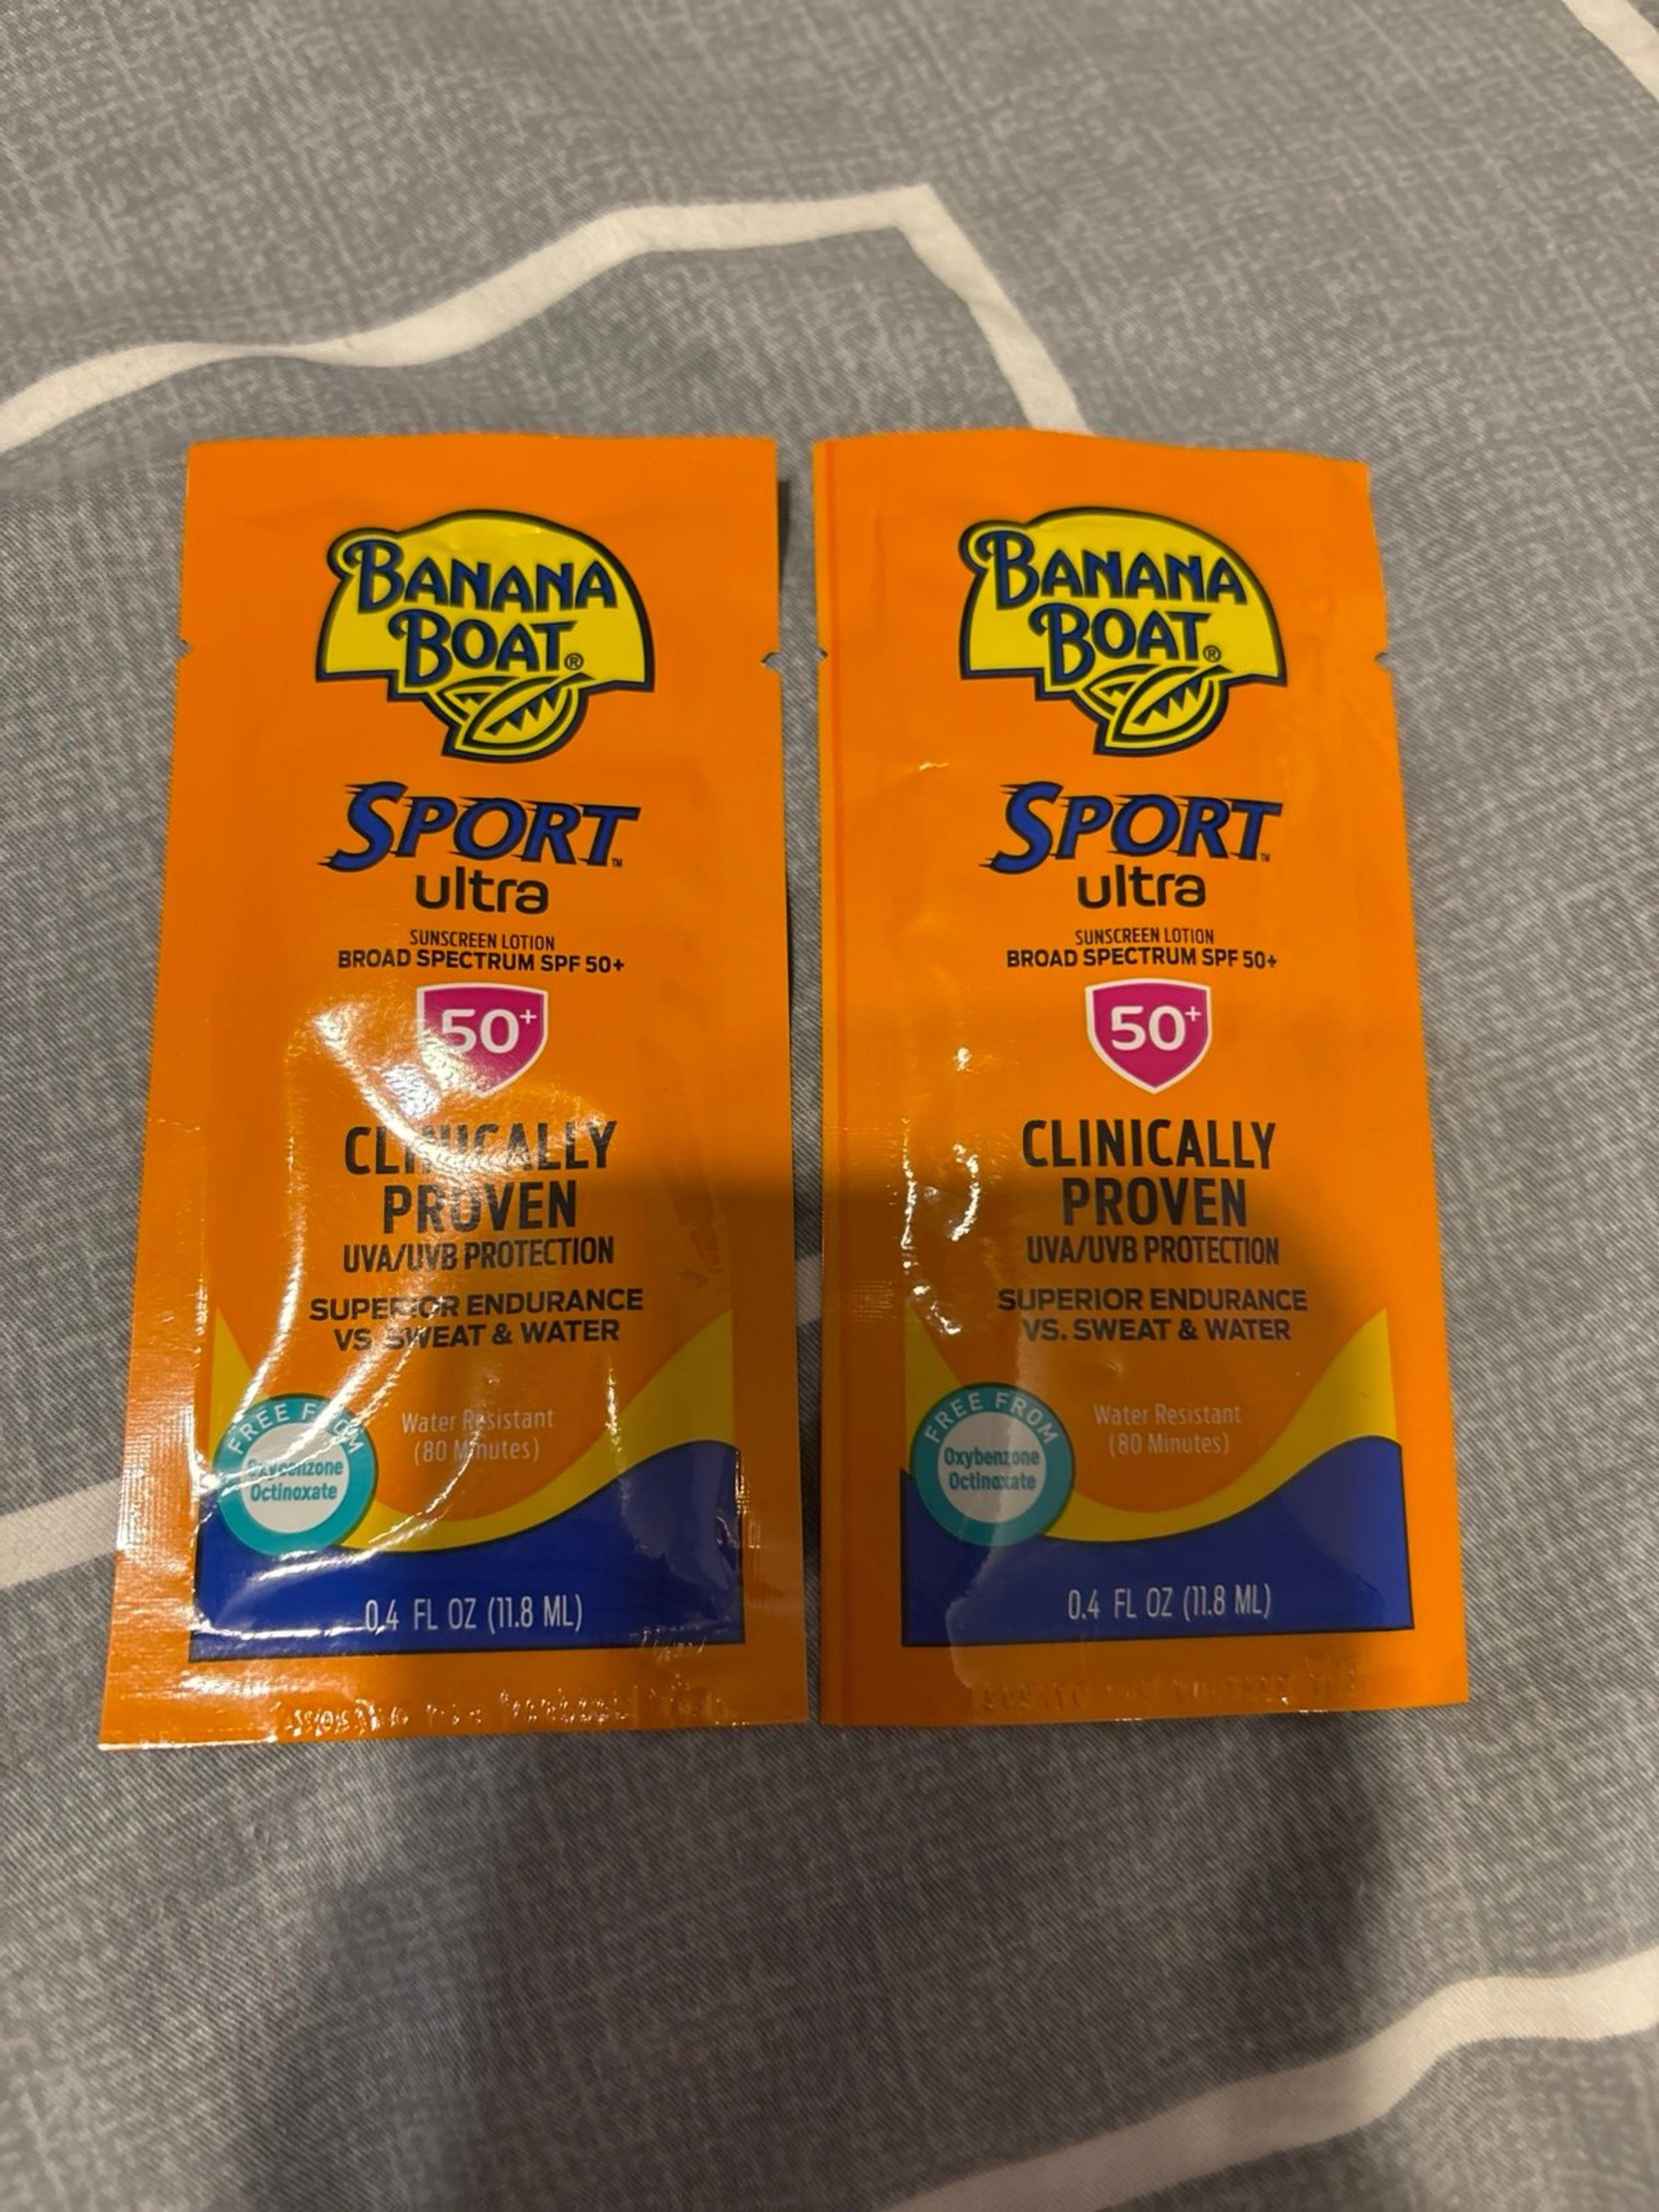 BANANA
BOAT®
SPORT™
ultra
SUNSCREEN LOTION
BROAD SPECTRUM SPF 50+
50+
CLINICALLY
PROVEN
UVA/UVB PROTECTION
SUPERIOR ENDURANCE
VS. SWEAT & WATER
Water Resistant
(80 Minutes)
FREE FROM
Oxybenzone
Octinoxate
0.4 FL OZ (11.8 ML)
BANANA
BOAT®
SPORT™
ultra
SUNSCREEN LOTION
BROAD SPECTRUM SPF 50+
50+
CLINICALLY
PROVEN
UVA/UVB PROTECTION
SUPERIOR ENDURANCE
VS. SWEAT & WATER
Water Resistant
(80 Minutes)
FREE FROM
Oxybenzone
Octinoxate
0.4 FL OZ (11.8 ML)